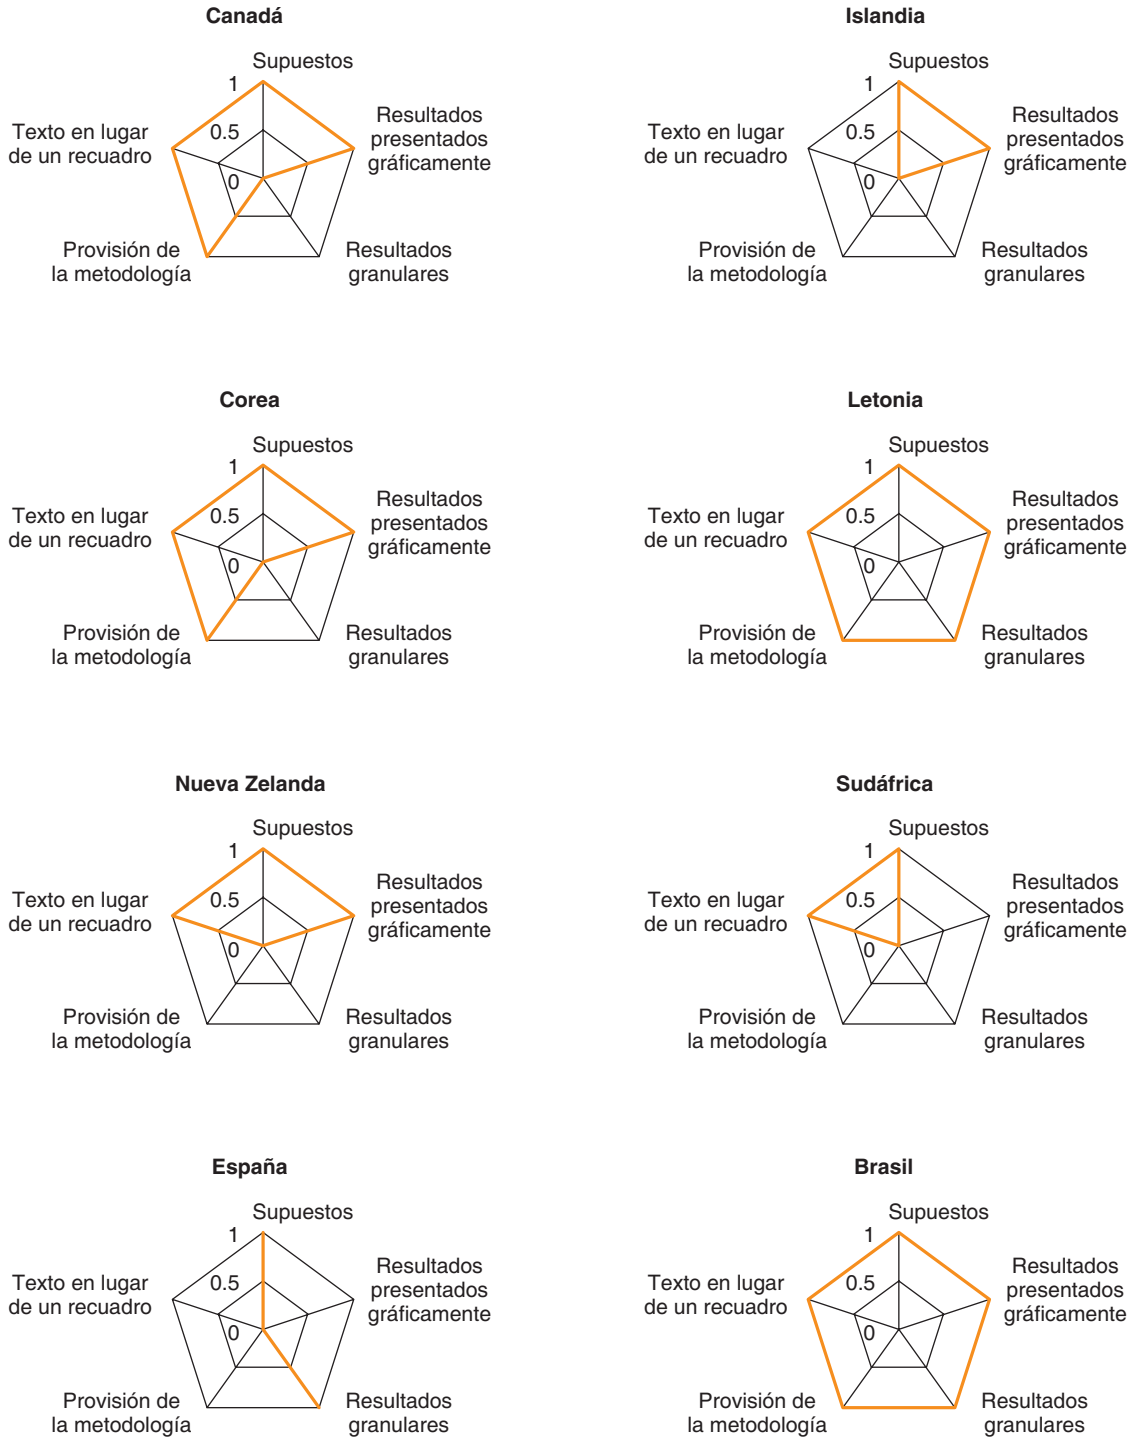 Canadá
Supuestos
1
0.5
0
Resultados
presentados
gráficamente
Texto en lugar
de un recuadro
Provisión de
la metodología
Resultados
granulares
Islandia
Supuestos
1
0.5
0
Resultados
presentados
gráficamente
Texto en lugar
de un recuadro
Provisión de
la metodología
Resultados
granulares
Corea
Supuestos
1
0.5
0
Resultados
presentados
gráficamente
Texto en lugar
de un recuadro
Provisión de
la metodología
Resultados
granulares
Letonia
Supuestos
1
0.5
0
Resultados
presentados
gráficamente
Texto en lugar
de un recuadro
Provisión de
la metodología
Resultados
granulares
Nueva Zelanda
Supuestos
1
0.5
0
Resultados
presentados
gráficamente
Texto en lugar
de un recuadro
Provisión de
la metodología
Resultados
granulares
Sudáfrica
Supuestos
1
0.5
0
Resultados
presentados
gráficamente
Texto en lugar
de un recuadro
Provisión de
la metodología
Resultados
granulares
España
Supuestos
1
0.5
0
Resultados
presentados
gráficamente
Texto en lugar
de un recuadro
Provisión de
la metodología
Resultados
granulares
Brasil
Supuestos
1
0.5
0
Resultados
presentados
gráficamente
Texto en lugar
de un recuadro
Provisión de
la metodología
Resultados
granulares